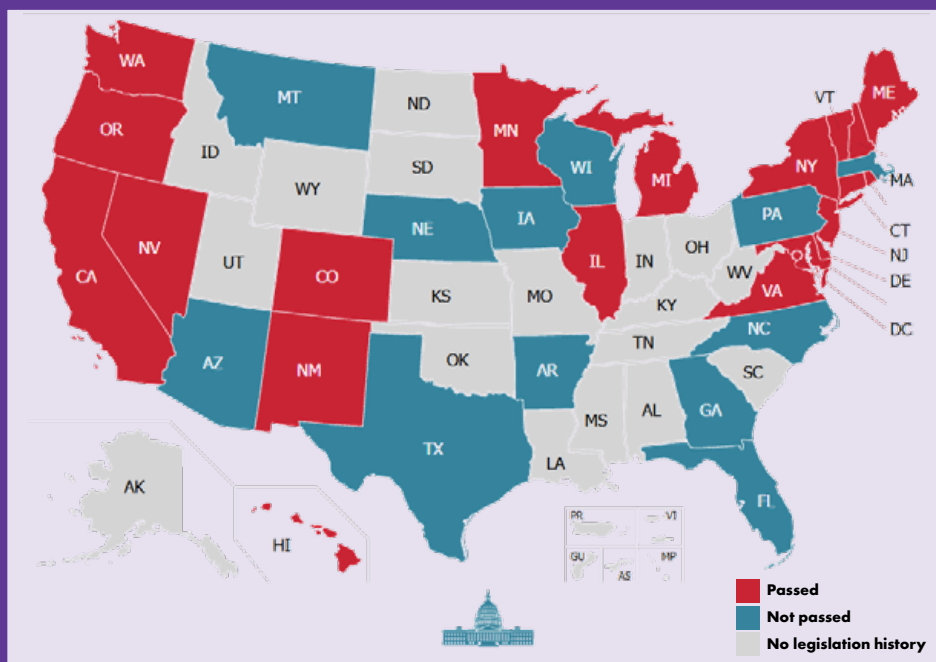 WA
MT
ND
MN
VT
ME
OR
ID
SD
WI
MI
NY
WY
MA
NE
IA
PA
CT
NV
UT
CO
IL
IN
OH
NJ
CA
WV
DE
KS
MO
KY
VA
DC
AZ
NM
OK
AR
TN
NC
SC
TX
MS
AL
GA
LA
FL
AK
HI
PR
VI
GU
AS
MP
Passed
Not passed
No legislation history